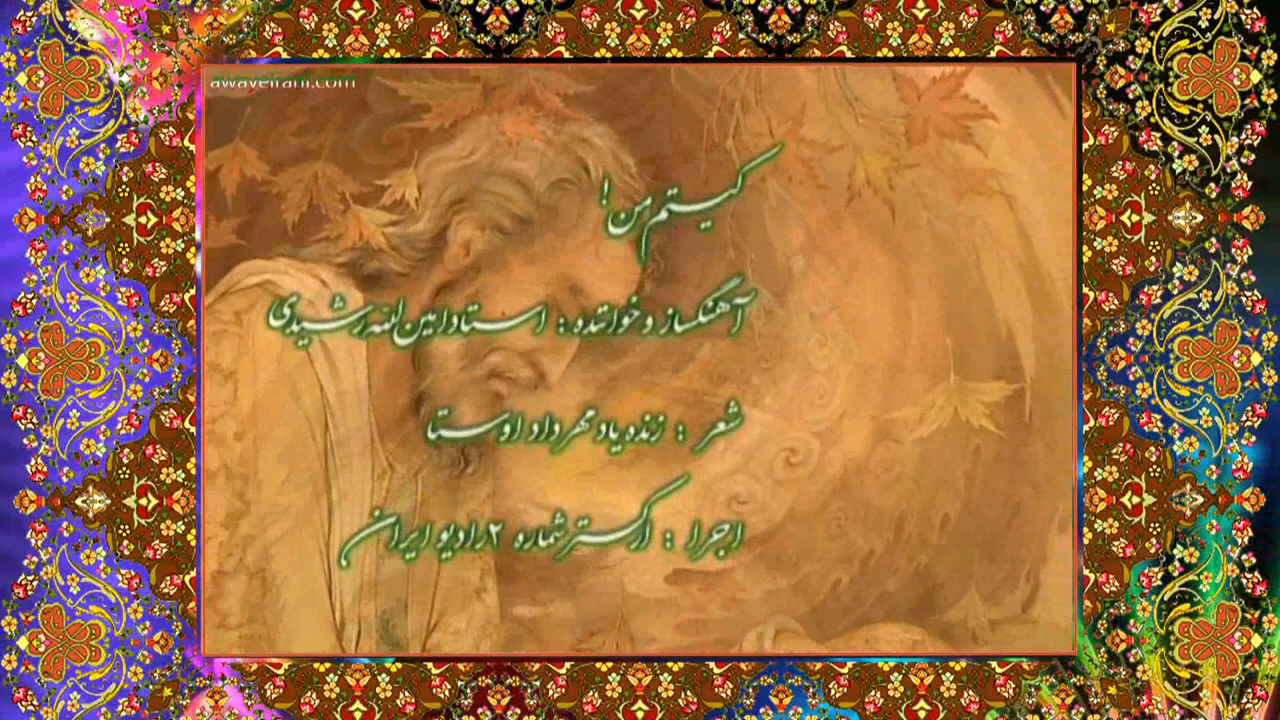 awaveirani.com
کیستم من!
آهنگساز و خواننده : استاد امین‌الله رشیدی
شعر : زنده یاد مهرداد اوستا
اجرا : ارکستر شماره ۲ رادیو ایران